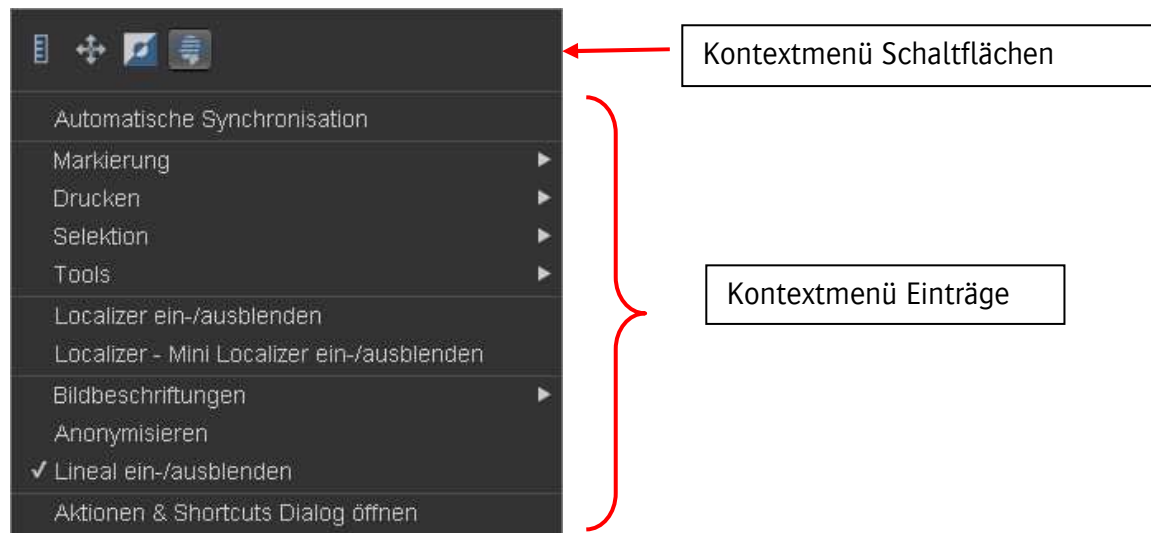 Kontextmenü Schaltflächen
Automatische Synchronisation
Markierung
Drucken
Selektion
Tools
Localizer ein-/ausblenden
Localizer - Mini Localizer ein-/ausblenden
Bildbeschriftungen
Anonymisieren
✓ Lineal ein-/ausblenden
Aktionen & Shortcuts Dialog öffnen
Kontextmenü Einträge